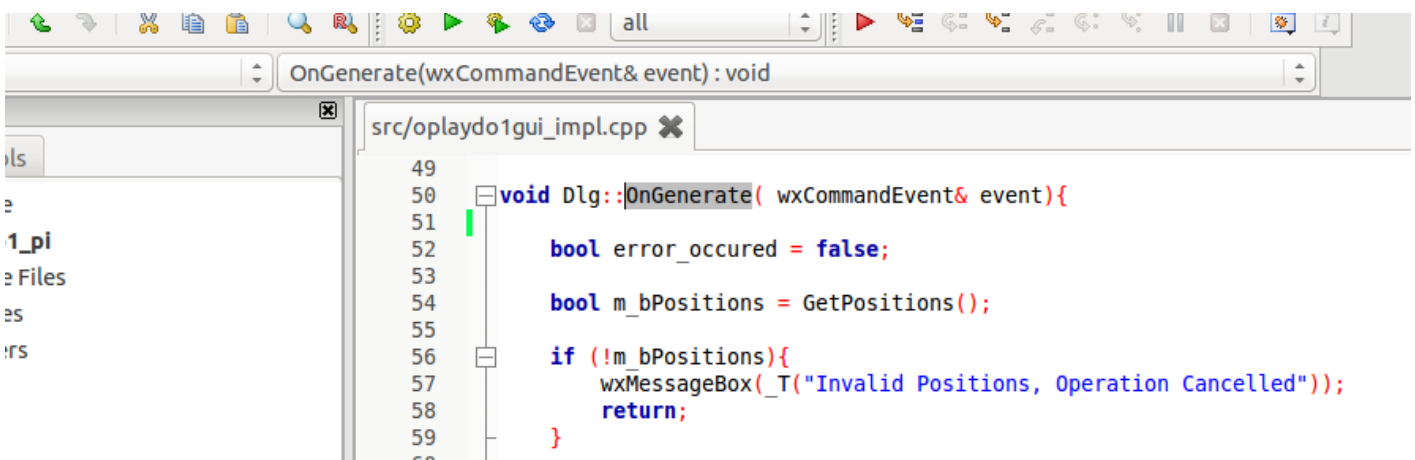 all
OnGenerate(wxCommandEvent& event) : void
src/oplaydo1gui_impl.cpp
49
50 void Dlg::OnGenerate( wxCommandEvent& event){
51
52 bool error_occured = false;
53
54 bool m_bPositions = GetPositions();
55
56 if (!m_bPositions){
57 wxMessageBox(_T("Invalid Positions, Operation Cancelled"));
58 return;
59 }
ols
e
1_pi
e Files
es
ers